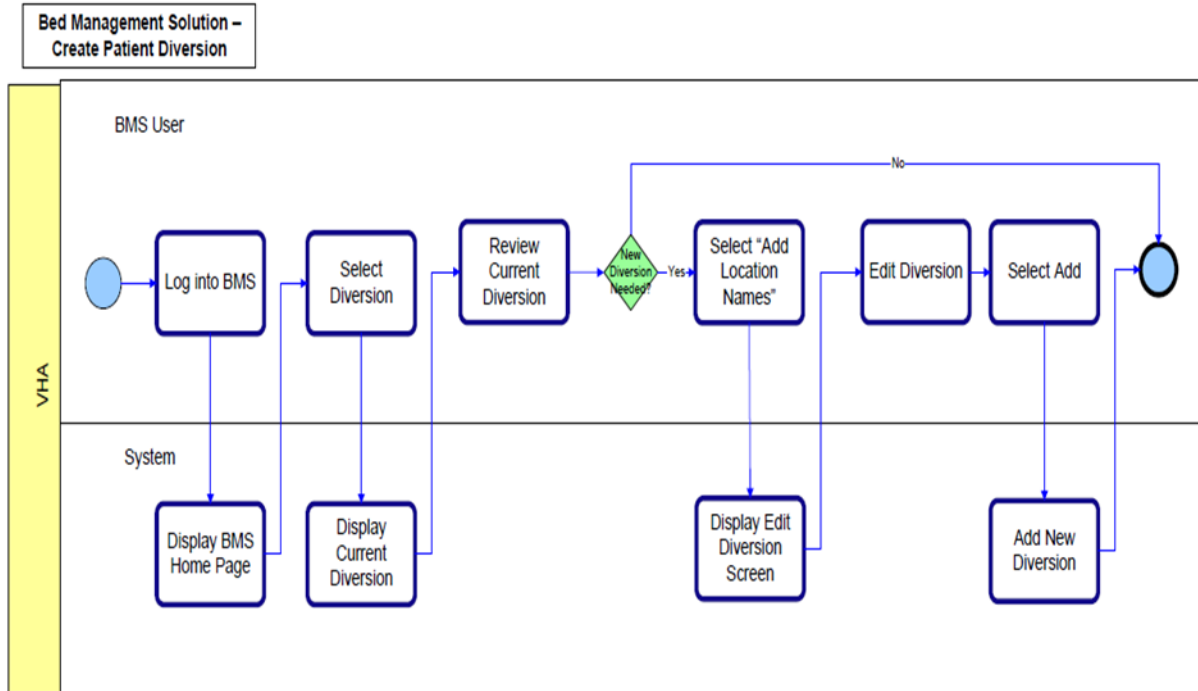 Bed Management Solution –
Create Patient Diversion
VHA
BMS User
Log into BMS
Select
Diversion
Review
Current
Diversion
New
Diversion
Needed?
Yes
No
Select “Add
Location
Names”
Edit Diversion
Select Add
System
Display BMS
Home Page
Display
Current
Diversion
Display Edit
Diversion
Screen
Add New
Diversion